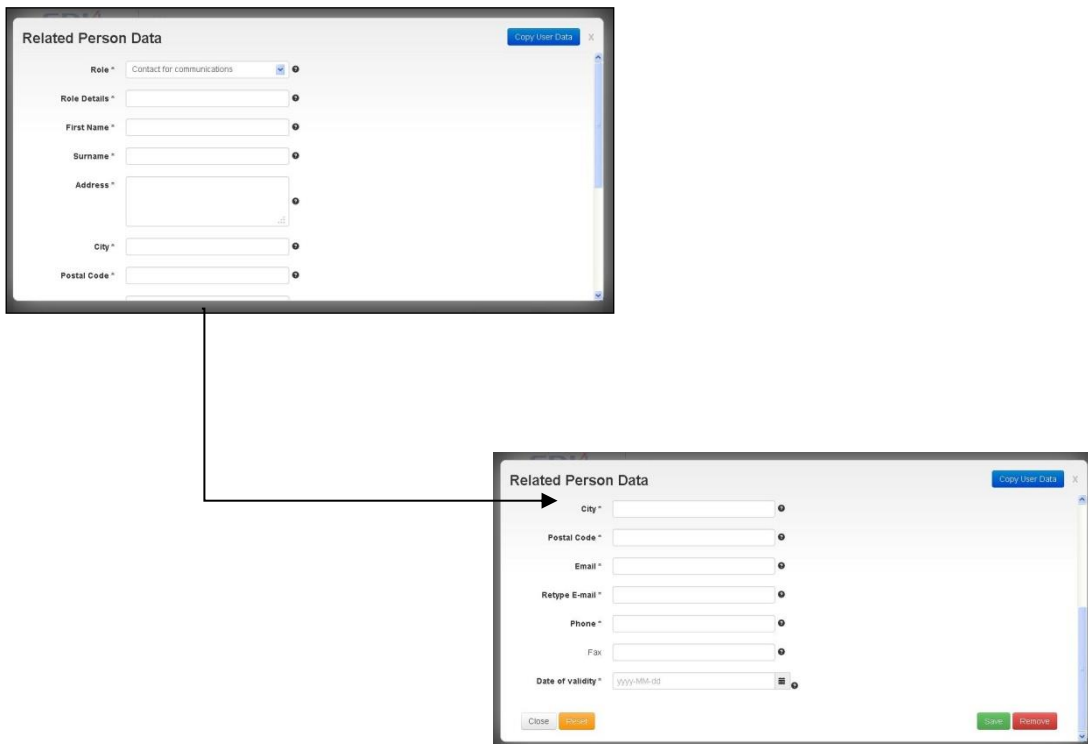 Related Person Data
Copy User Data
X
Role *
Contact for communications
Role Details *
First Name *
Surname *
Address *
City *
Postal Code *
Related Person Data
Copy User Data
X
City *
Postal Code *
Email *
Retype E-mail *
Phone *
Fax
Date of validity *
yyyy-MM-dd
Close
Reset
Save
Remove